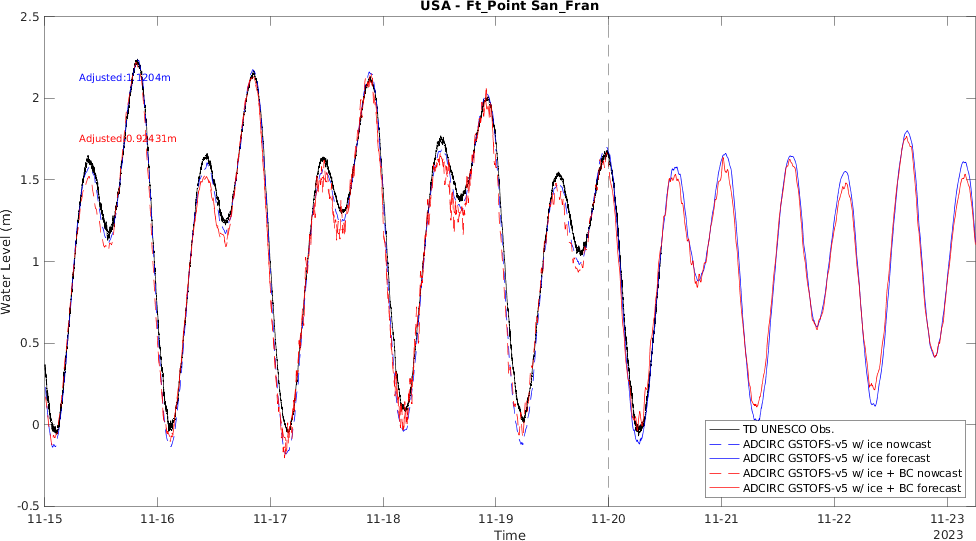 USA - Ft_Point San_Fran
2.5
2
1.5
1
0.5
0
-0.5
Water Level (m)
Adjusted:1.1204m
Adjusted:0.92431m
TD UNESCO Obs.
ADCIRC GSTOFS-v5 w/ ice nowcast
ADCIRC GSTOFS-v5 w/ ice forecast
ADCIRC GSTOFS-v5 w/ ice + BC nowcast
ADCIRC GSTOFS-v5 w/ ice + BC forecast
11-15 11-16 11-17 11-18 11-19 11-20 11-21 11-22 11-23
2023
Time